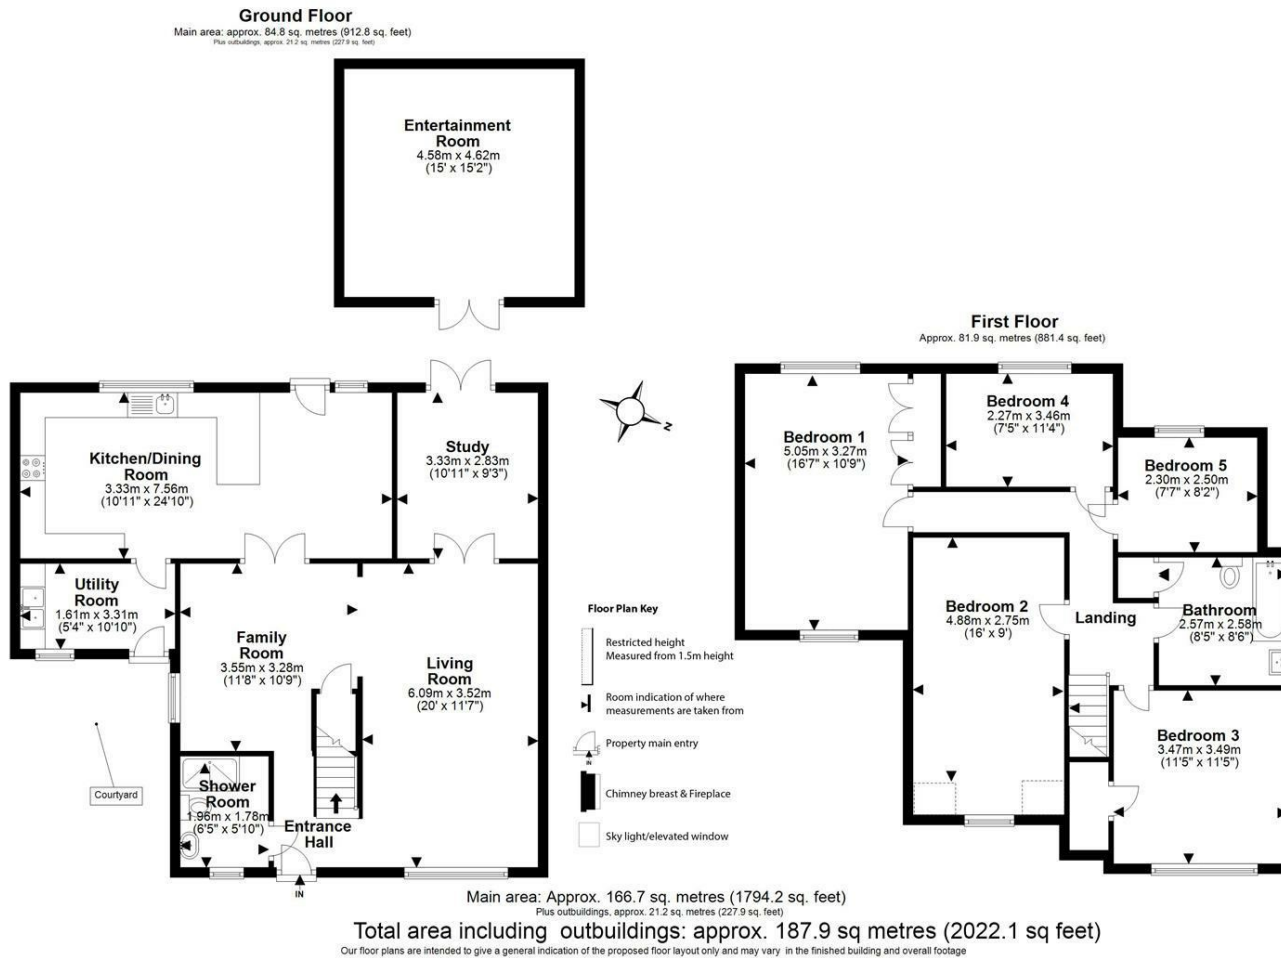 Ground Floor
Main area: approx. 84.8 sq. metres (912.8 sq. feet)
Plus outbuildings, approx. 21.2 sq. metres (227.9 sq. feet)
Entertainment
Room
4.58m x 4.62m
(15' x 15'2")
Kitchen/Dining
Room
3.33m x 7.56m
(10'11" x 24'10")
Study
3.33m x 2.83m
(10'11" x 9'3")
Utility
Room
1.61m x 3.31m
(5'4" x 10'10")
Family
Room
3.55m x 3.28m
(11'8" x 10'9")
Living
Room
6.09m x 3.52m
(20' x 11'7")
Courtyard
Shower
Room
1.96m x 1.78m
(6'5" x 5'10")
Entrance
Hall
IN
N
Floor Plan Key
Restricted height
Measured from 1.5m height
Room indication of where
measurements are taken from
Property main entry
IN
Chimney breast & Fireplace
Sky light/elevated window
First Floor
Approx. 81.9 sq. metres (881.4 sq. feet)
Bedroom 1
5.05m x 3.27m
(16'7" x 10'9")
Bedroom 4
2.27m x 3.46m
(7'5" x 11'4")
Bedroom 5
2.30m x 2.50m
(7'7" x 8'2")
Bedroom 2
4.88m x 2.75m
(16' x 9')
Landing
Bathroom
2.57m x 2.58m
(8'5" x 8'6")
Bedroom 3
3.47m x 3.49m
(11'5" x 11'5")
Main area: Approx. 166.7 sq. metres (1794.2 sq. feet)
Plus outbuildings, approx. 21.2 sq. metres (227.9 sq. feet)
Total area including outbuildings: approx. 187.9 sq metres (2022.1 sq feet)
Our floor plans are intended to give a general indication of the proposed floor layout only and may vary in the finished building and overall footage